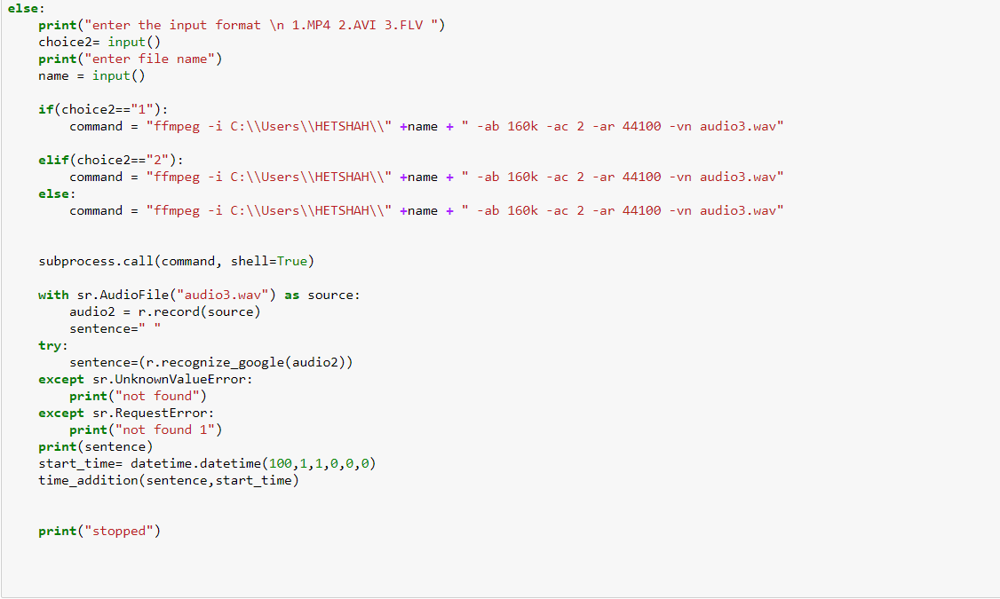 else:
    print("enter the input format \n 1.MP4 2.AVI 3.FLV ")
    choice2= input()
    print("enter file name")
    name = input()

    if(choice2=="1"):
        command = "ffmpeg -i C:\\Users\\HETSHAH\\" +name + " -ab 160k -ac 2 -ar 44100 -vn audio3.wav"

    elif(choice2=="2"):
        command = "ffmpeg -i C:\\Users\\HETSHAH\\" +name + " -ab 160k -ac 2 -ar 44100 -vn audio3.wav"
    else:
        command = "ffmpeg -i C:\\Users\\HETSHAH\\" +name + " -ab 160k -ac 2 -ar 44100 -vn audio3.wav"


    subprocess.call(command, shell=True)

    with sr.AudioFile("audio3.wav") as source:
        audio2 = r.record(source)
        sentence=" "
    try:
        sentence=(r.recognize_google(audio2))
    except sr.UnknownValueError:
        print("not found")
    except sr.RequestError:
        print("not found 1")
    print(sentence)
    start_time= datetime.datetime(100,1,1,0,0,0)
    time_addition(sentence,start_time)


    print("stopped")